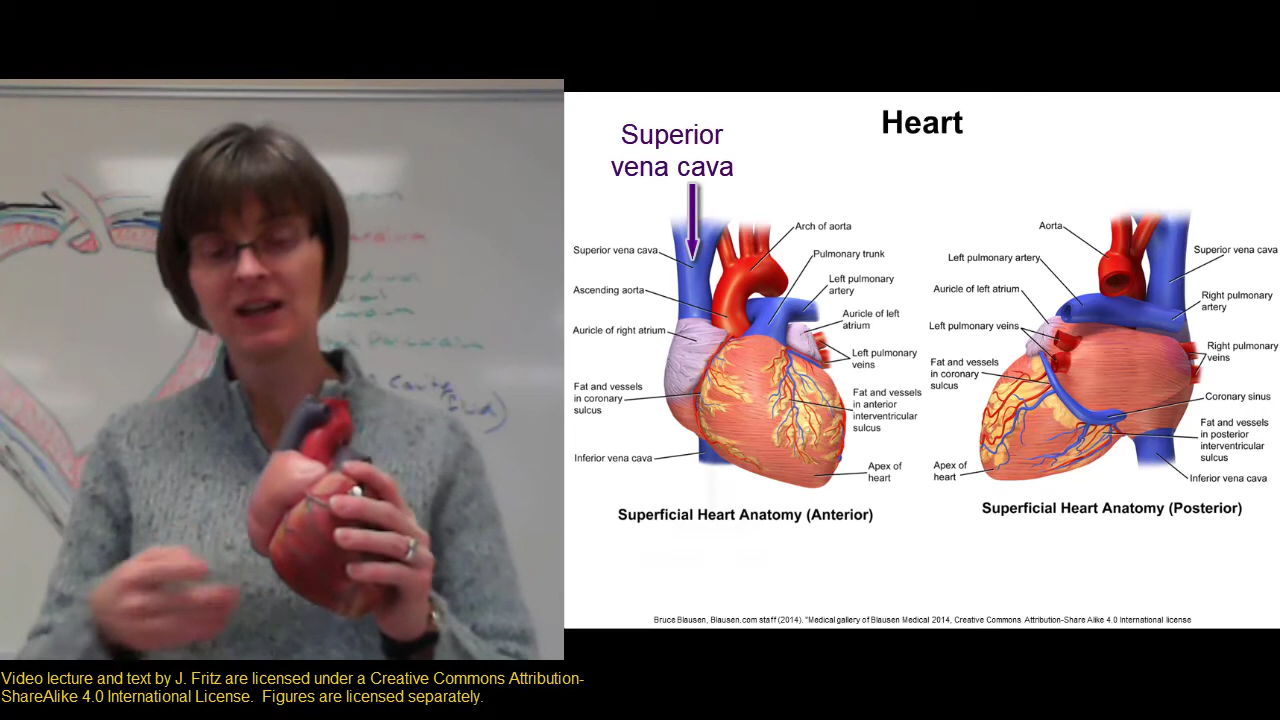 Heart
Superior
vena cava
Arch of aorta
Pulmonary trunk
Superior vena cava
Left pulmonary
artery
Ascending aorta
Auricle of left
atrium
Auricle of right atrium
Left pulmonary
veins
Fat and vessels
in coronary
sulcus
Fat and vessels
in anterior
interventricular
sulcus
Inferior vena cava
Apex of
heart
Superficial Heart Anatomy (Anterior)
Aorta
Left pulmonary artery
Superior vena cava
Auricle of left atrium
Right pulmonary
artery
Left pulmonary veins
Right pulmonary
veins
Fat and vessels
in coronary
sulcus
Coronary sinus
Fat and vessels
in posterior
interventricular
sulcus
Apex of
heart
Inferior vena cava
Superficial Heart Anatomy (Posterior)
Bruce Blausen, Blausen.com staff (2014). "Medical gallery of Blausen Medical 2014, Creative Commons Attribution-Share Alike 4.0 International license
Video lecture and text by J. Fritz are licensed under a Creative Commons Attribution-
ShareAlike 4.0 International License. Figures are licensed separately.